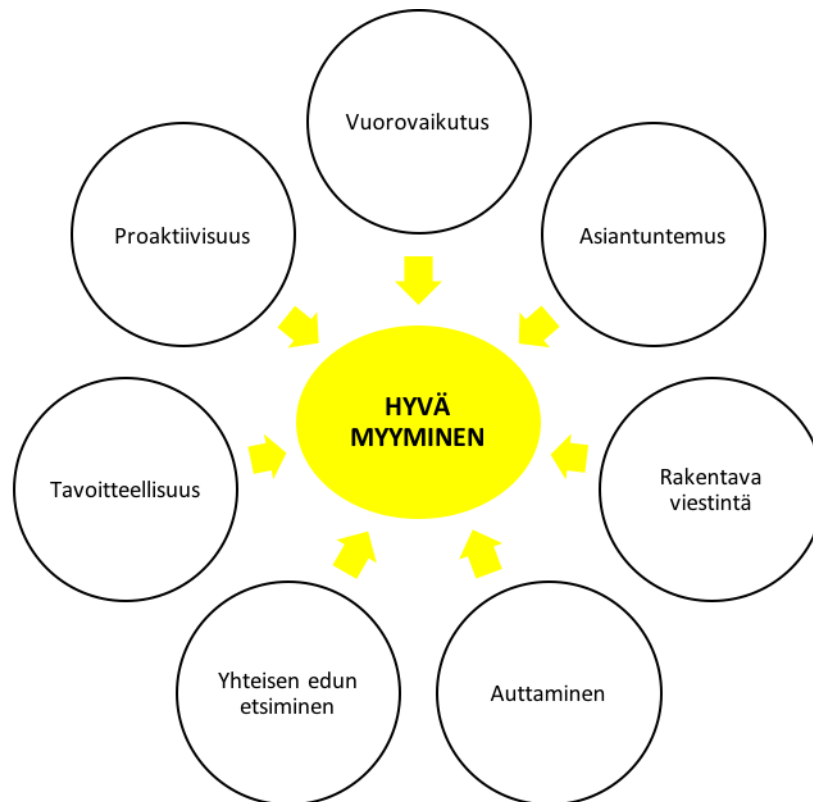 Vuorovaikutus
Asiantuntemus
Rakentava
viestintä
Auttaminen
Yhteisen edun
etsiminen
Tavoitteellisuus
Proaktiivisuus
HYVÄ
MYYMINEN